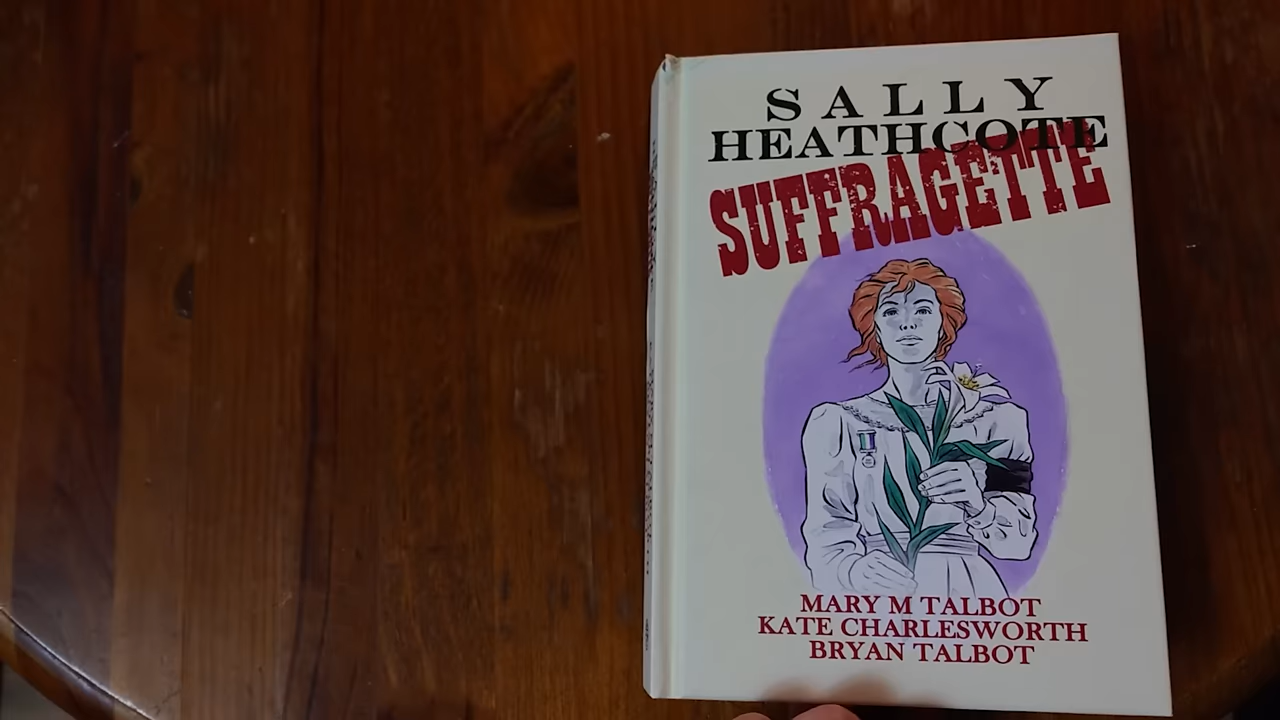 SALLY
HEATHCOTE
SUFFRAGETTE
MARY M TALBOT
KATE CHARLESWORTH
BRYAN TALBOT